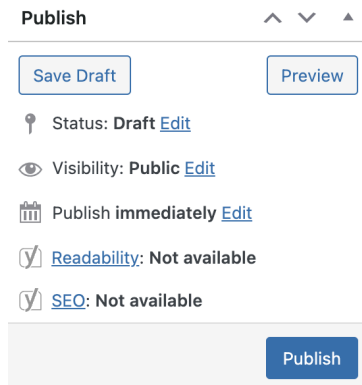 Publish
Save Draft Preview
Status: Draft Edit
Visibility: Public Edit
Publish immediately Edit
Readability: Not available
SEO: Not available
Publish